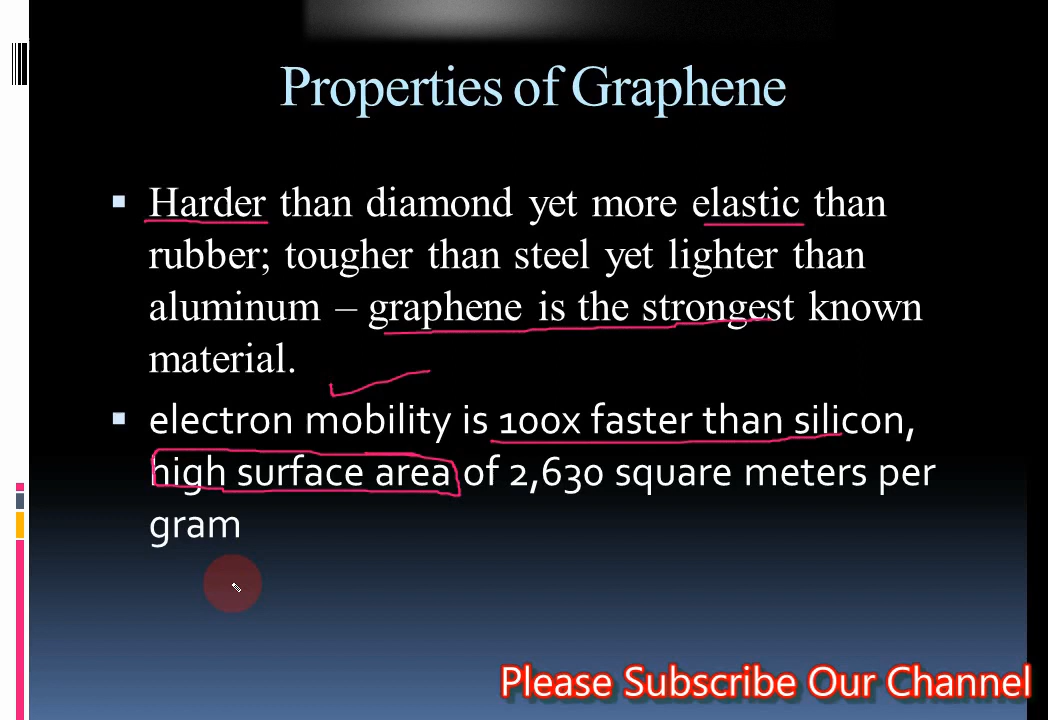 Properties of Graphene
Harder than diamond yet more elastic than
rubber; tougher than steel yet lighter than
aluminum – graphene is the strongest known
material.
electron mobility is 100x faster than silicon,
high surface area of 2,630 square meters per
gram
Please Subscribe Our Channel